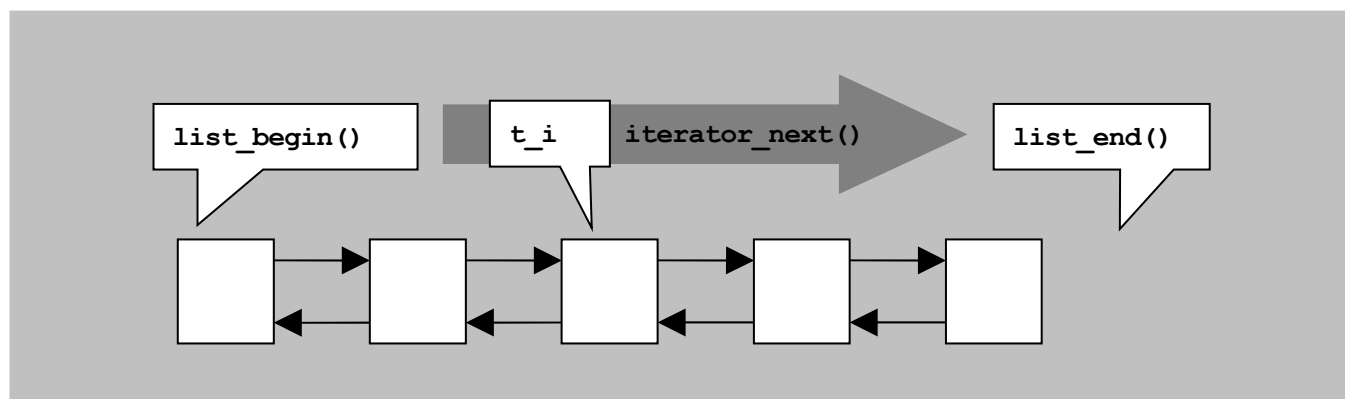 list_begin()
t_i
iterator_next()
list_end()